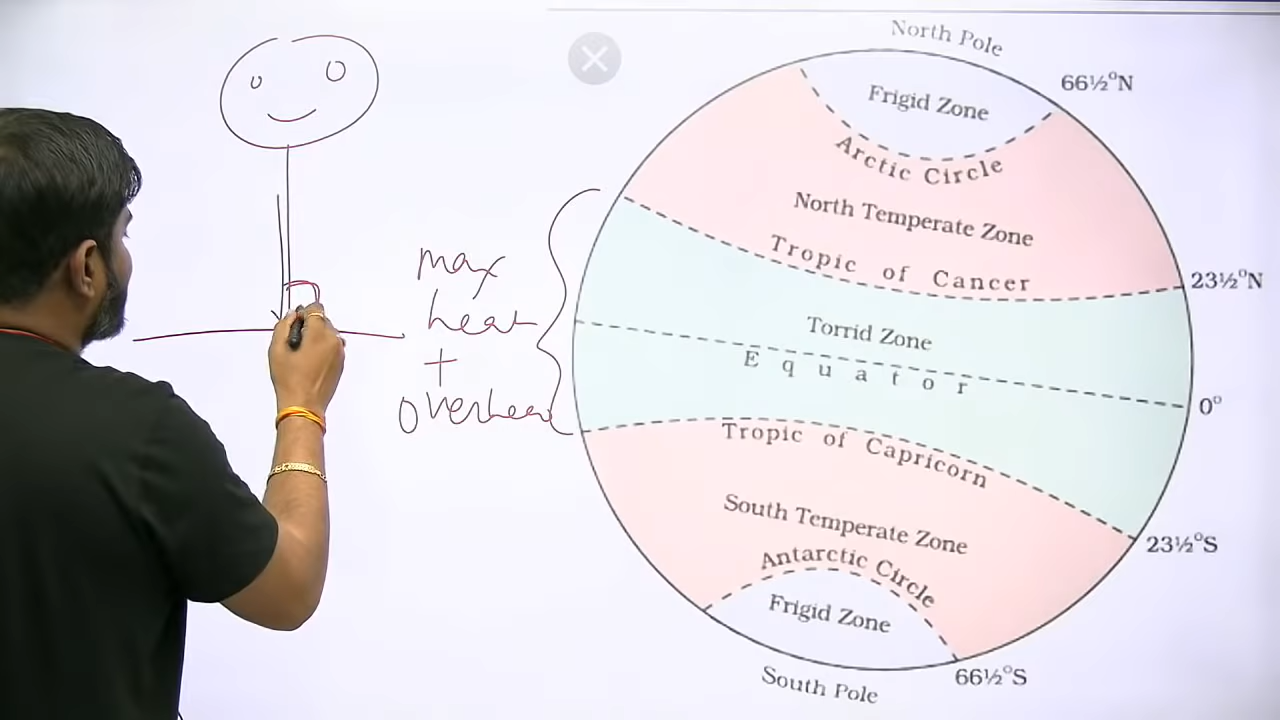 North Pole
66½°N
Frigid Zone
Arctic Circle
North Temperate Zone
Tropic of Cancer
23½°N
max
heat
+
overhead
Torrid Zone
Equator
0°
Tropic of Capricorn
South Temperate Zone
23½°S
Antarctic Circle
Frigid Zone
66½°S
South Pole